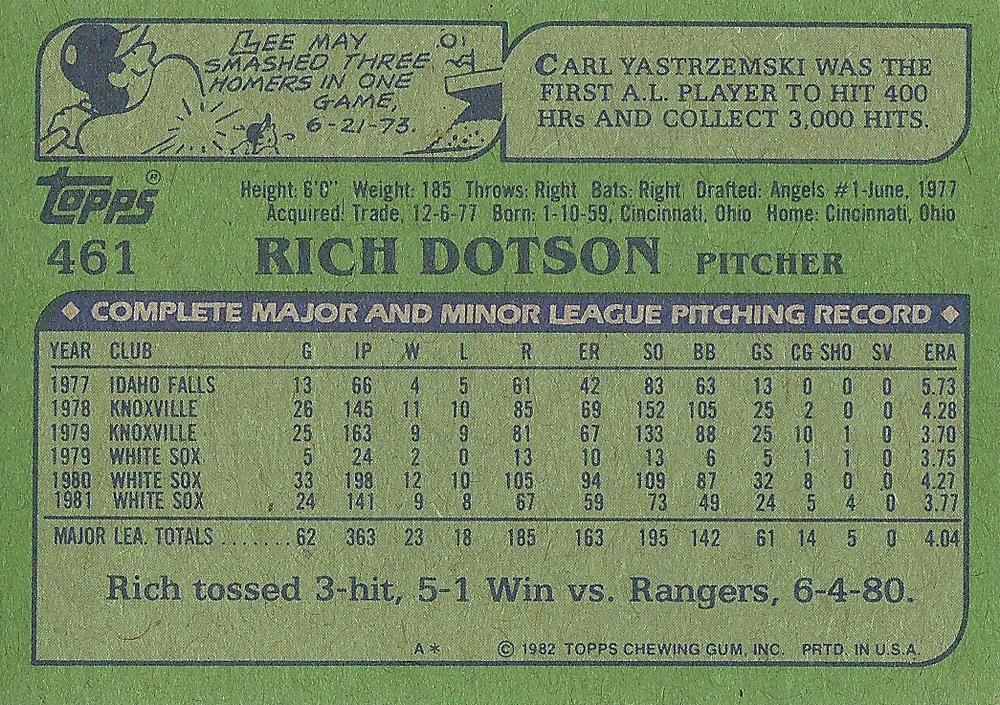 LEE MAY
SMASHED THREE
HOMERS IN ONE
GAME,
6-21-73.
CARL YASTRZEMSKI WAS THE
FIRST A.L. PLAYER TO HIT 400
HRs AND COLLECT 3,000 HITS.
TOPPS®
Height: 6'0" Weight: 185 Throws: Right Bats: Right Drafted: Angels #1-June, 1977
Acquired: Trade, 12-6-77 Born: 1-10-59, Cincinnati, Ohio Home: Cincinnati, Ohio
461 RICH DOTSON PITCHER
◆ COMPLETE MAJOR AND MINOR LEAGUE PITCHING RECORD ◆
YEAR CLUB G IP W L R ER SO BB GS CG SHO SV ERA
1977 IDAHO FALLS 13 66 4 5 61 42 83 63 13 0 0 0 5.73
1978 KNOXVILLE 26 145 11 10 85 69 152 105 25 2 0 0 4.28
1979 KNOXVILLE 25 163 9 9 81 67 133 88 25 10 1 0 3.70
1979 WHITE SOX 5 24 2 0 13 10 13 6 5 1 1 0 3.75
1980 WHITE SOX 33 198 12 10 105 94 109 87 32 8 0 0 4.27
1981 WHITE SOX 24 141 9 8 67 59 73 49 24 5 4 0 3.77
MAJOR LEA. TOTALS ....... 62 363 23 18 185 163 195 142 61 14 5 0 4.04
Rich tossed 3-hit, 5-1 Win vs. Rangers, 6-4-80.
A* © 1982 TOPPS CHEWING GUM, INC. PRTD. IN U.S.A.